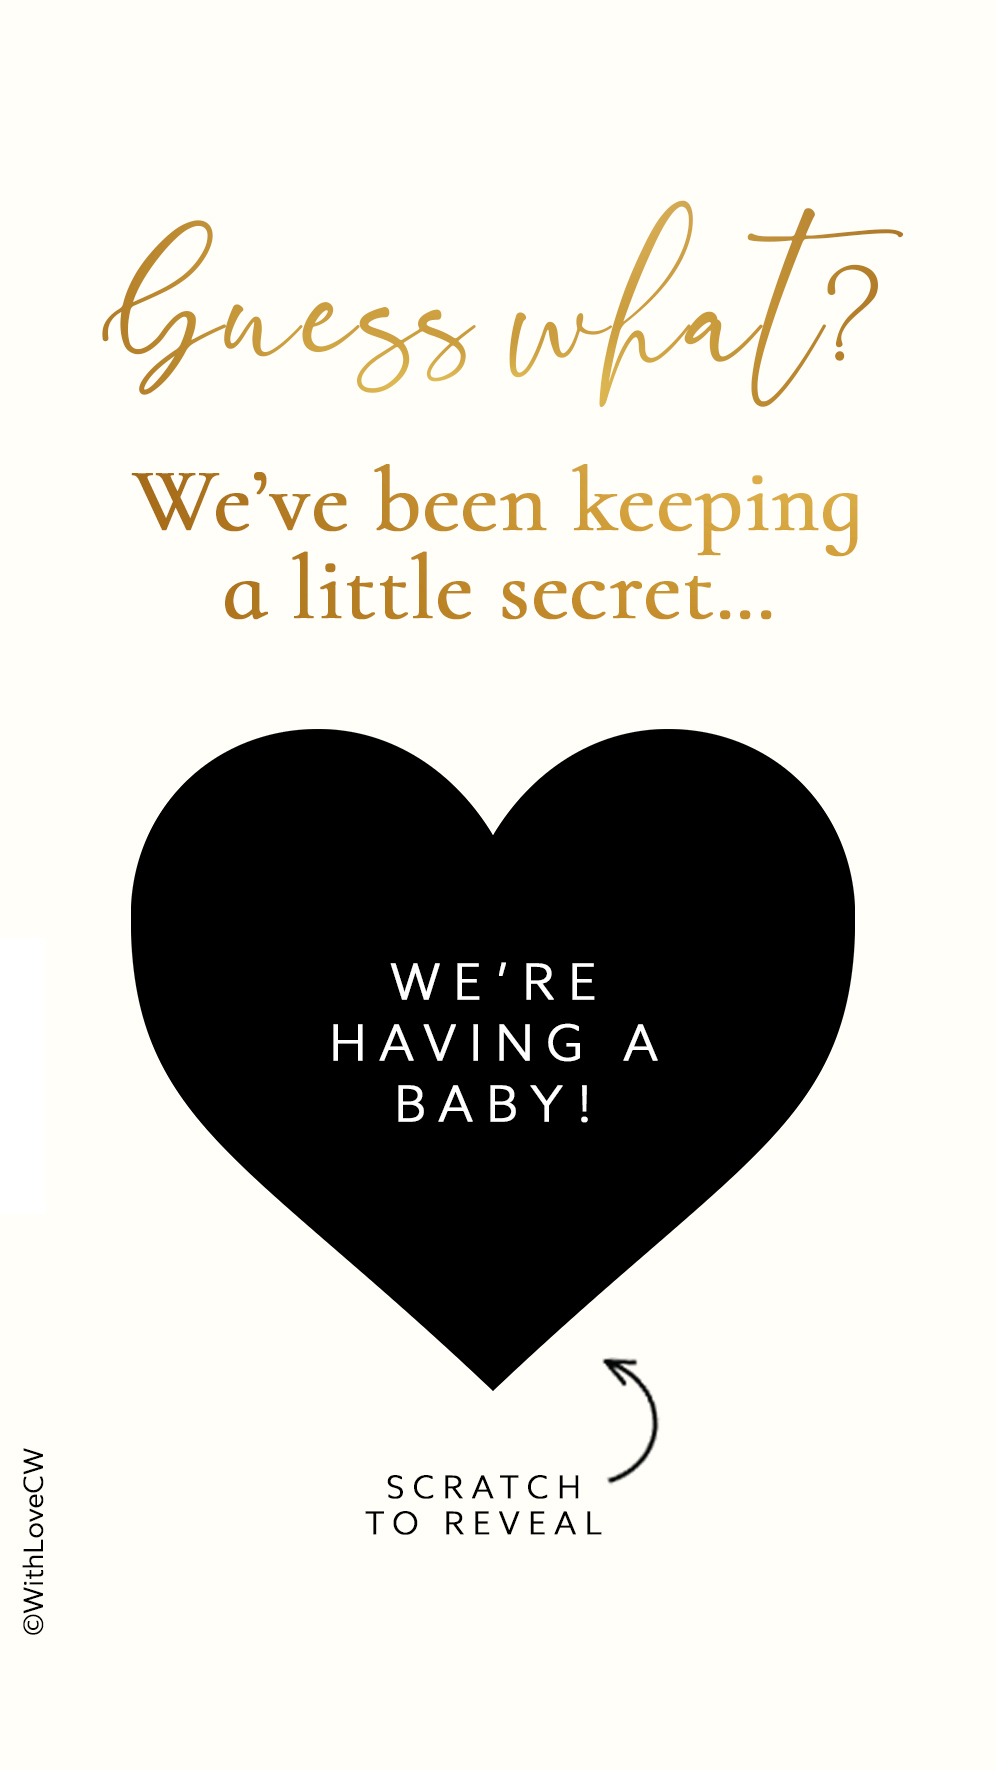 Guess what?
We’ve been keeping
a little secret...
WE’RE
HAVING A
BABY!
SCRATCH
TO REVEAL
©WithLoveCW